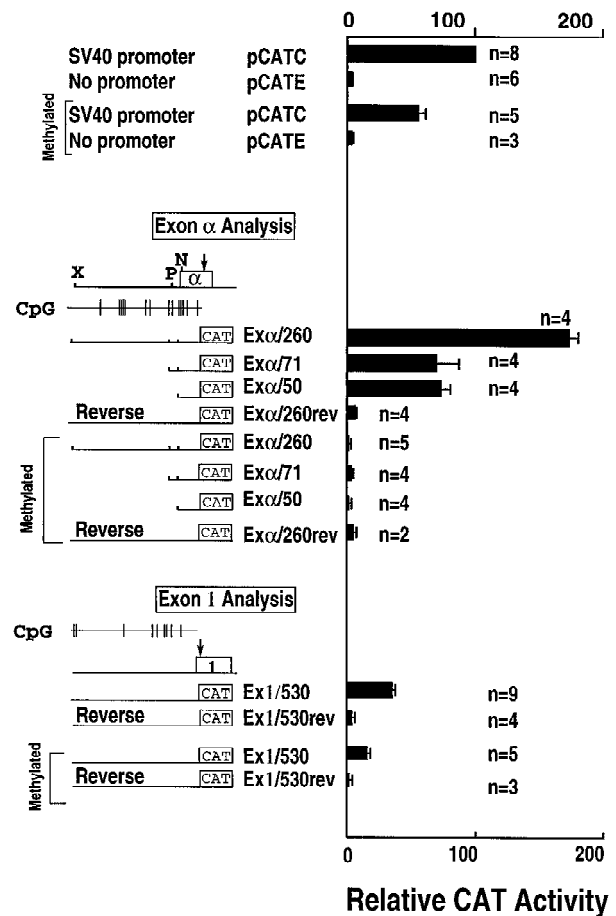 0 100 200
SV40 promoter pCATC n=8
No promoter pCATE n=6
Methylated
SV40 promoter pCATC n=5
No promoter pCATE n=3
Exon α Analysis
X P N α
CpG
CAT Exα/260 n=4
CAT Exα/71 n=4
CAT Exα/50 n=4
Reverse CAT Exα/260rev n=4
Methylated
CAT Exα/260 n=5
CAT Exα/71 n=4
CAT Exα/50 n=4
Reverse CAT Exα/260rev n=2
Exon 1 Analysis
CpG
1
CAT Ex1/530 n=9
Reverse CAT Ex1/530rev n=4
Methylated
CAT Ex1/530 n=5
Reverse CAT Ex1/530rev n=3
0 100 200
Relative CAT Activity